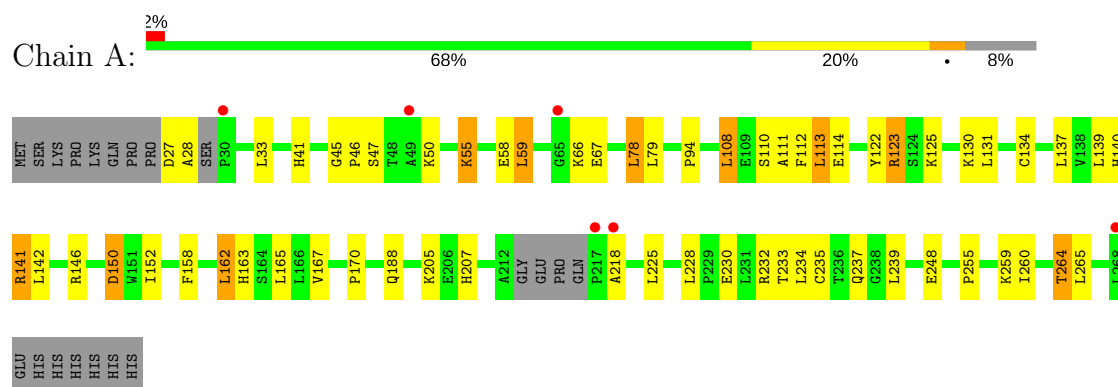 2%
Chain A:
68% 20% • 8%
MET SER LYS PRO LYS GLN PRO PRO D27 A28 SER P30 L33 H41 G45 P46 S47 T48 A49 K50 K55 E58 L59 G65 K66 E67 L78 L79 P94 L108 E109 S110 A111 F112 L113 E114 Y122 R123 S124 K125 K130 L131 C134 L137 V138 L139 H140
R141 L142 R146 D150 W151 I152 F158 L162 H163 S164 L165 L166 V167 P170 Q188 K205 E206 H207 A212 GLY GLU PRO GLN P217 A218 L225 L228 P229 E230 L231 R232 T233 L234 C235 T236 Q237 G238 L239 E248 P255 K259 I260 T264 L265 L268
GLU HIS HIS HIS HIS HIS HIS